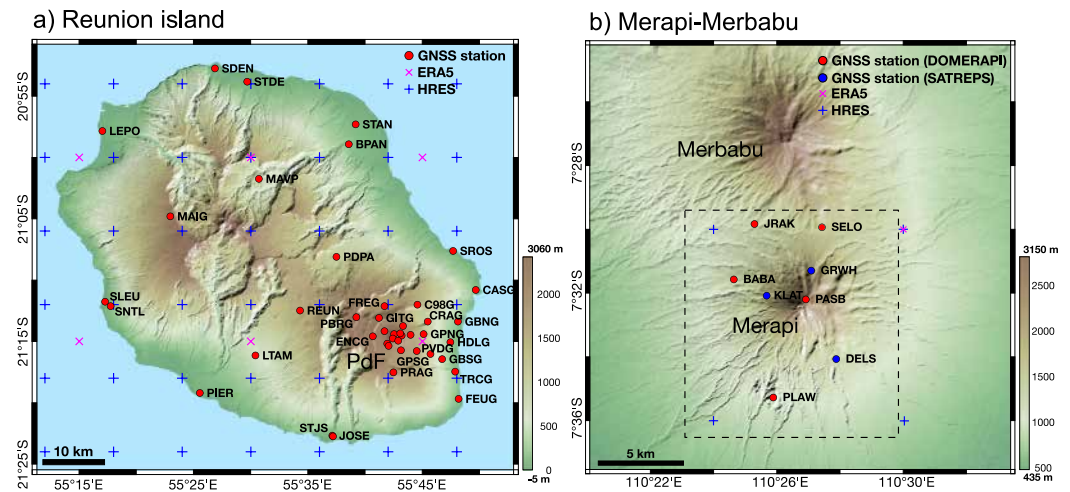 a) Reunion island
GNSS station
ERA5
HRES
SDEN
STDE
STAN
LEPO
BPAN
MAVP
MAIG
PDPA
SROS
CASG
SLEU
SNTL
REUN
FREG
C98G
PBRG
GITG
CRAG
GBNG
ENCG
GPNG
HDLG
PdF
PVDG
GPSG
GBSG
LTAM
PRAG
TRCG
PIER
FEUG
STJS
JOSE
10 km
20°55'S
21°05'S
21°15'S
21°25'S
55°15'E
55°25'E
55°35'E
55°45'E
3060 m
2000
1000
500
0
-5 m
b) Merapi-Merbabu
GNSS station (DOMERAPI)
GNSS station (SATREPS)
ERA5
HRES
Merbabu
JRAK
SELO
GRWH
BABA
KLAT
PASB
Merapi
DELS
PLAW
5 km
7°28'S
7°32'S
7°36'S
110°22'E
110°26'E
110°30'E
3150 m
2500
2000
1500
1000
500
435 m